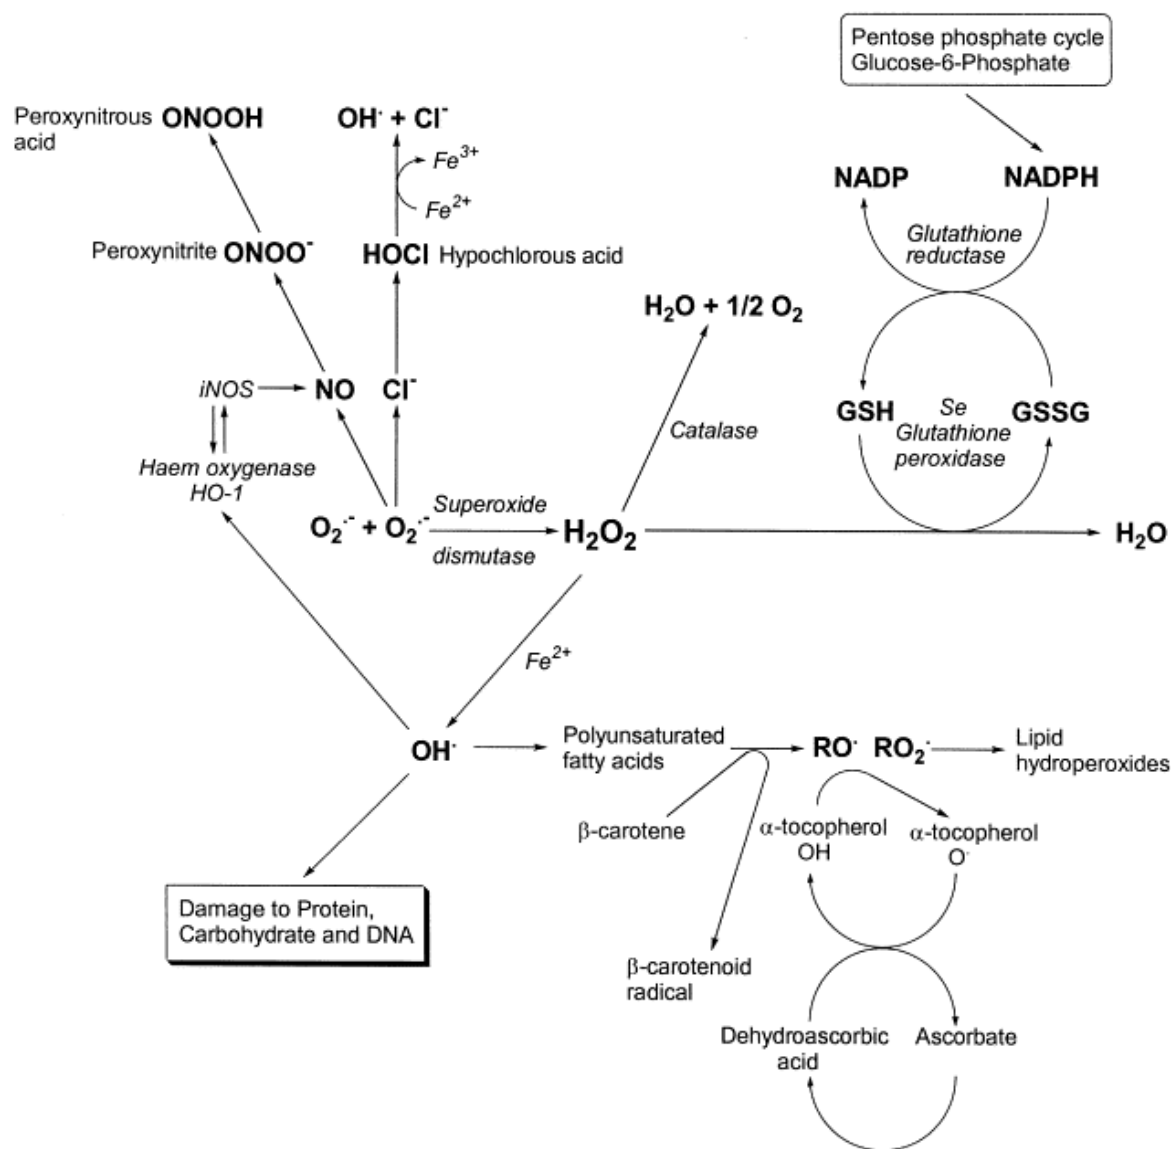 Pentose phosphate cycle
Glucose-6-Phosphate
Peroxynitrous ONOOH
acid
OH· + Cl⁻
Fe³⁺
Fe²⁺
NADP
NADPH
Glutathione
reductase
Peroxynitrite ONOO⁻
HOCl Hypochlorous acid
H₂O + 1/2 O₂
iNOS
NO
Cl⁻
GSH
Se
Glutathione
peroxidase
GSSG
Catalase
Haem oxygenase
HO-1
O₂·⁻ + O₂·⁻
Superoxide
dismutase
H₂O₂
H₂O
Fe²⁺
OH·
Polyunsaturated
fatty acids
RO· RO₂·
Lipid
hydroperoxides
β-carotene
α-tocopherol
OH
α-tocopherol
O·
Damage to Protein,
Carbohydrate and DNA
β-carotenoid
radical
Dehydroascorbic
acid
Ascorbate